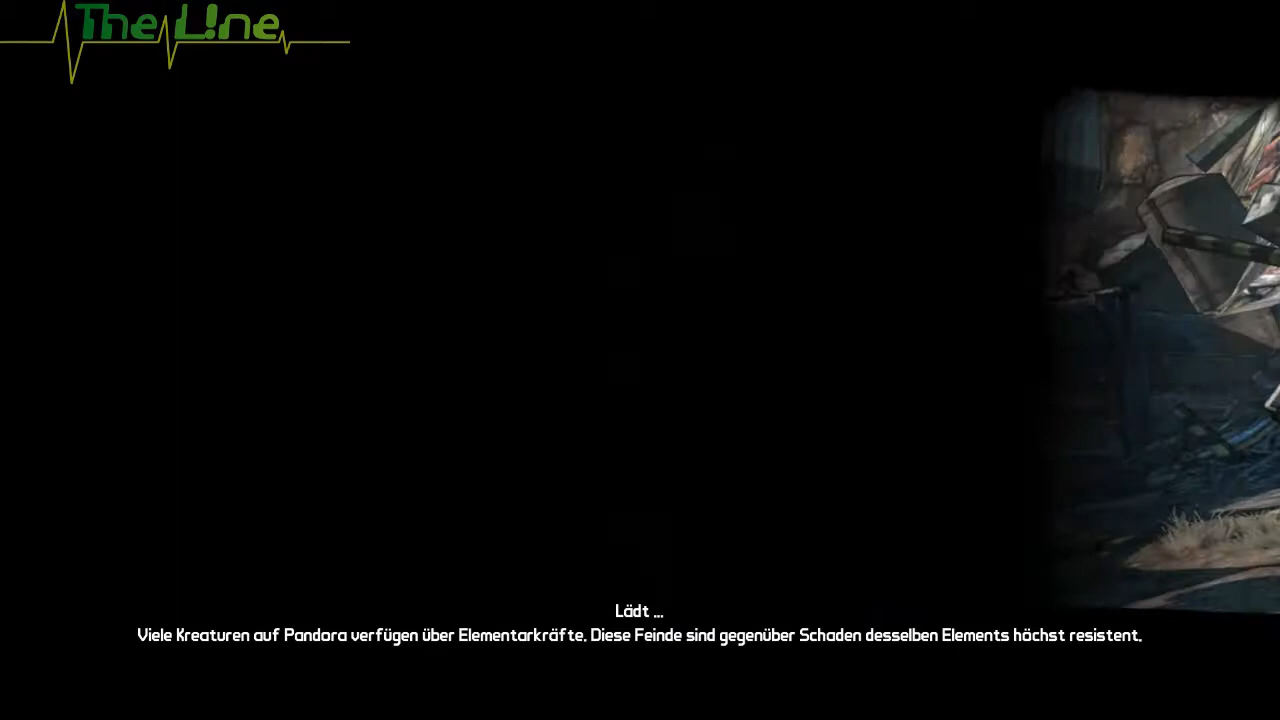 The L!ne
Lädt ...
Viele Kreaturen auf Pandora verfügen über Elementarkräfte. Diese Feinde sind gegenüber Schaden desselben Elements höchst resistent.